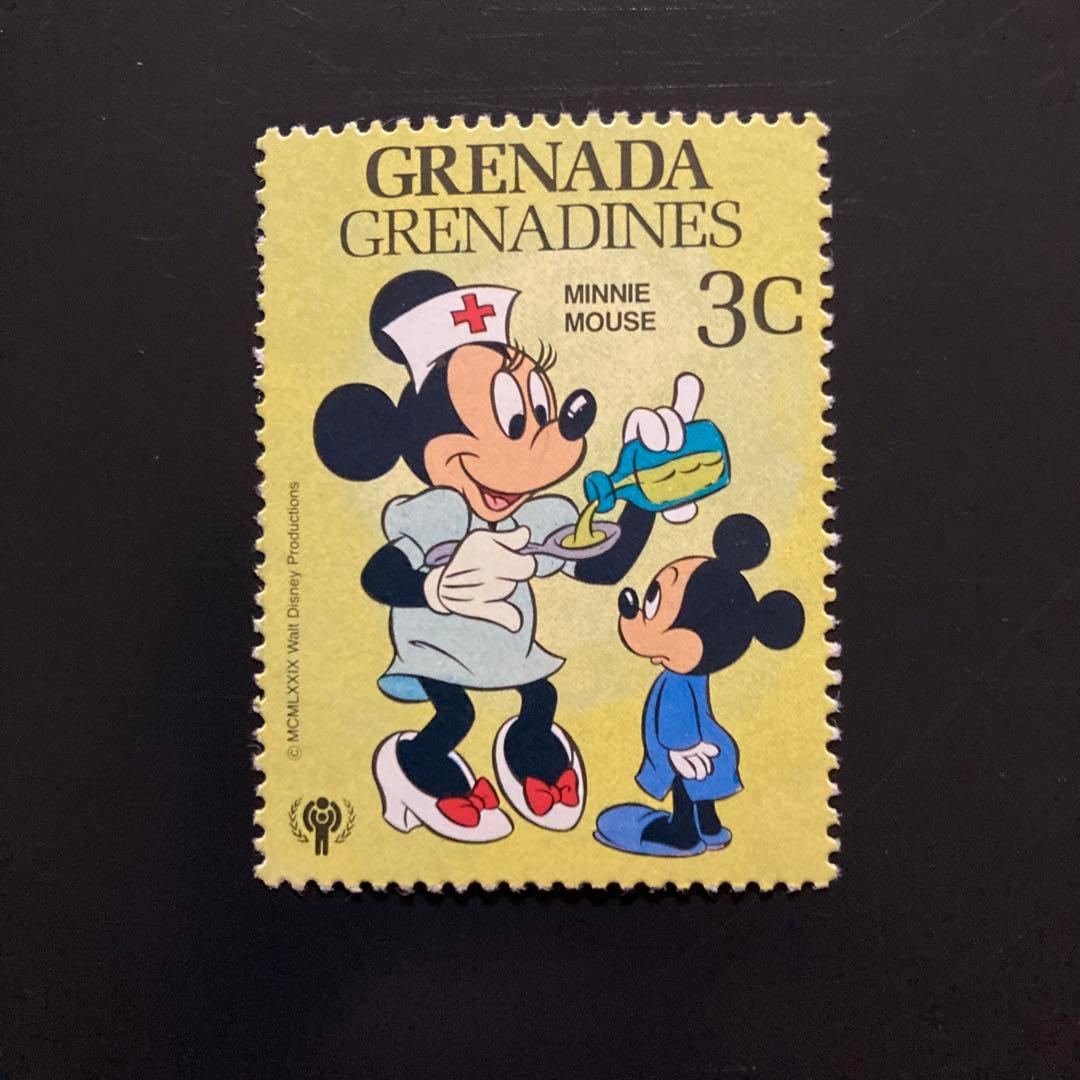 GRENADA
GRENADINES
MINNIE
MOUSE
3C
© MCMLXXIX Walt Disney Productions